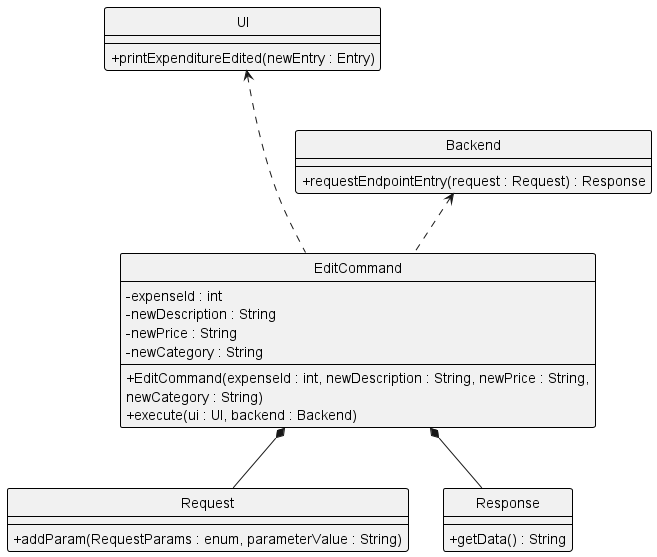 UI
+printExpenditureEdited(newEntry : Entry)
Backend
+requestEndpointEntry(request : Request) : Response
EditCommand
-expenseId : int
-newDescription : String
-newPrice : String
-newCategory : String
+EditCommand(expenseId : int, newDescription : String, newPrice : String,
newCategory : String)
+execute(ui : UI, backend : Backend)
Request
+addParam(RequestParams : enum, parameterValue : String)
Response
+getData() : String